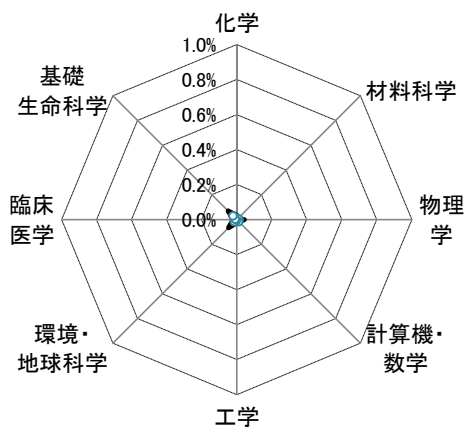 化学
1.0%
0.8%
0.6%
0.4%
0.2%
0.0%
材料科学
物理
学
計算機・
数学
工学
環境・
地球科学
臨床
医学
基礎
生命科学